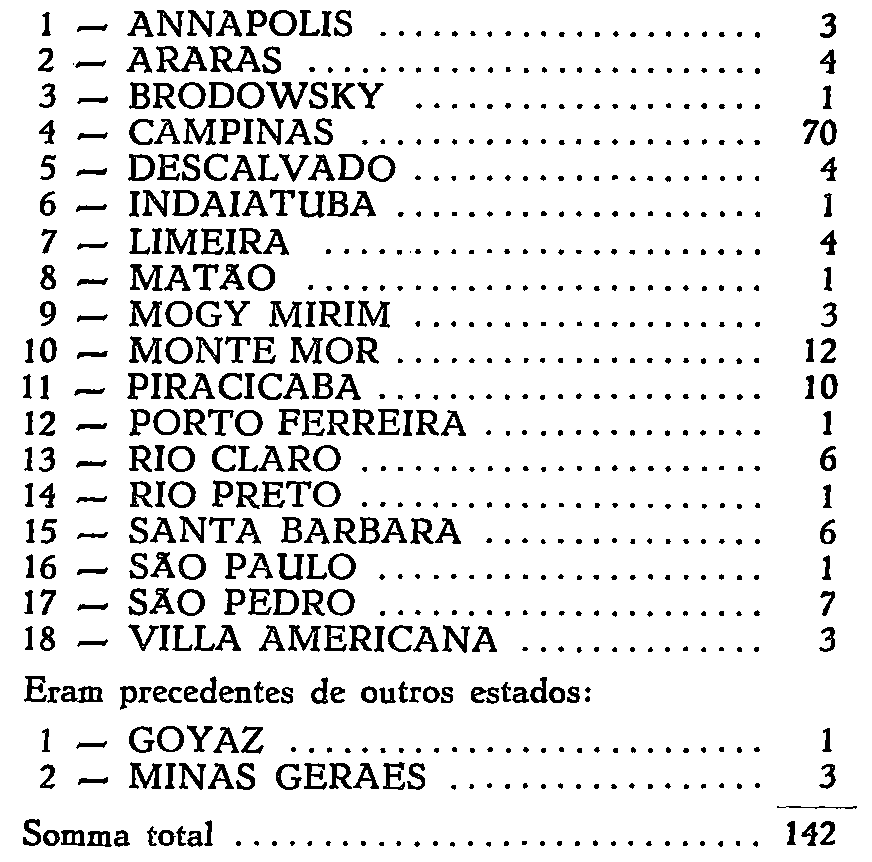 1 — ANNAPOLIS .......................... 3
2 — ARARAS ............................... 4
3 — BRODOWSKY ........................ 1
4 — CAMPINAS ........................... 70
5 — DESCALVADO ........................ 4
6 — INDAIATUBA ......................... 1
7 — LIMEIRA .............................. 4
8 — MATÃO ............................... 1
9 — MOGY MIRIM ........................ 3
10 — MONTE MOR ......................... 12
11 — PIRACICABA .......................... 10
12 — PORTO FERREIRA ................... 1
13 — RIO CLARO ........................... 6
14 — RIO PRETO ........................... 1
15 — SANTA BARBARA .................... 6
16 — SÃO PAULO .......................... 1
17 — SÃO PEDRO .......................... 7
18 — VILLA AMERICANA ................. 3
Eram precedentes de outros estados:
1 — GOYAZ ................................ 1
2 — MINAS GERAES ..................... 3
Somma total .................................... 142